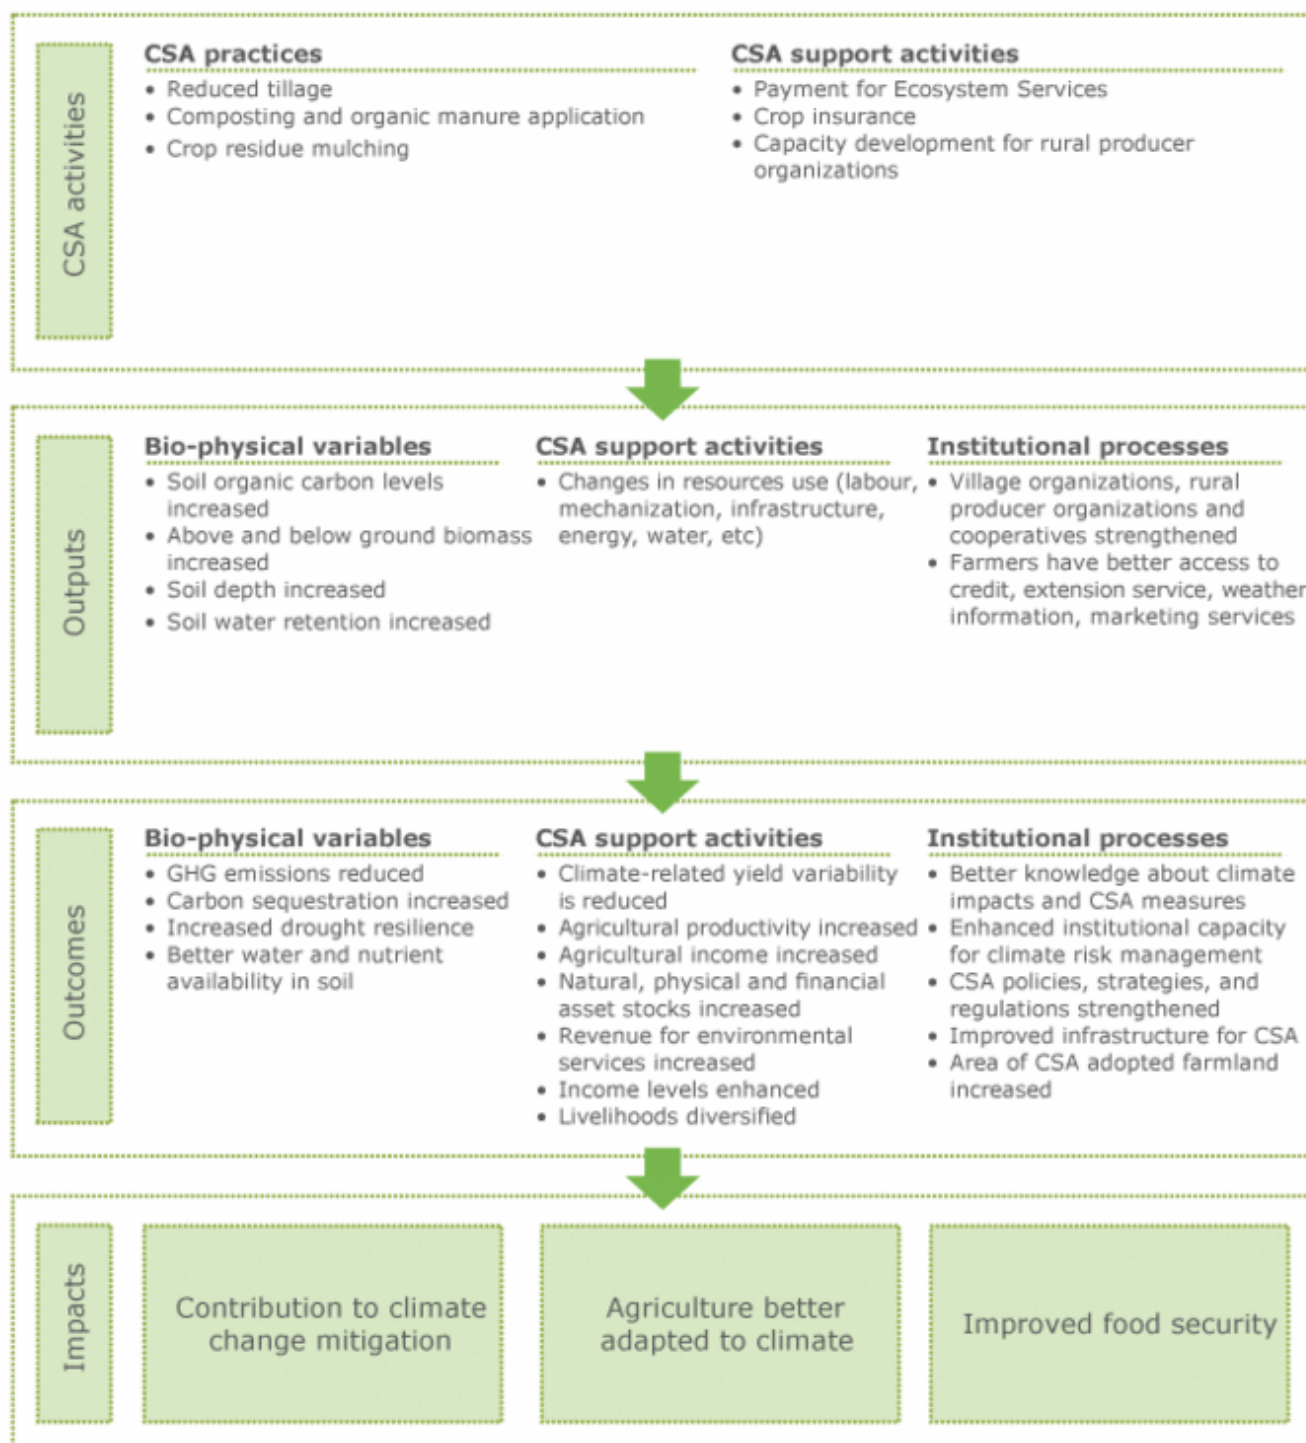 CSA activities
CSA practices
• Reduced tillage
• Composting and organic manure application
• Crop residue mulching
CSA support activities
• Payment for Ecosystem Services
• Crop insurance
• Capacity development for rural producer
organizations
Outputs
Bio-physical variables
• Soil organic carbon levels
increased
• Above and below ground biomass
increased
• Soil depth increased
• Soil water retention increased
CSA support activities
• Changes in resources use (labour,
mechanization, infrastructure,
energy, water, etc)
Institutional processes
• Village organizations, rural
producer organizations and
cooperatives strengthened
• Farmers have better access to
credit, extension service, weather
information, marketing services
Outcomes
Bio-physical variables
• GHG emissions reduced
• Carbon sequestration increased
• Increased drought resilience
• Better water and nutrient
availability in soil
CSA support activities
• Climate-related yield variability
is reduced
• Agricultural productivity increased
• Agricultural income increased
• Natural, physical and financial
asset stocks increased
• Revenue for environmental
services increased
• Income levels enhanced
• Livelihoods diversified
Institutional processes
• Better knowledge about climate
impacts and CSA measures
• Enhanced institutional capacity
for climate risk management
• CSA policies, strategies, and
regulations strengthened
• Improved infrastructure for CSA
• Area of CSA adopted farmland
increased
Impacts
Contribution to climate
change mitigation
Agriculture better
adapted to climate
Improved food security